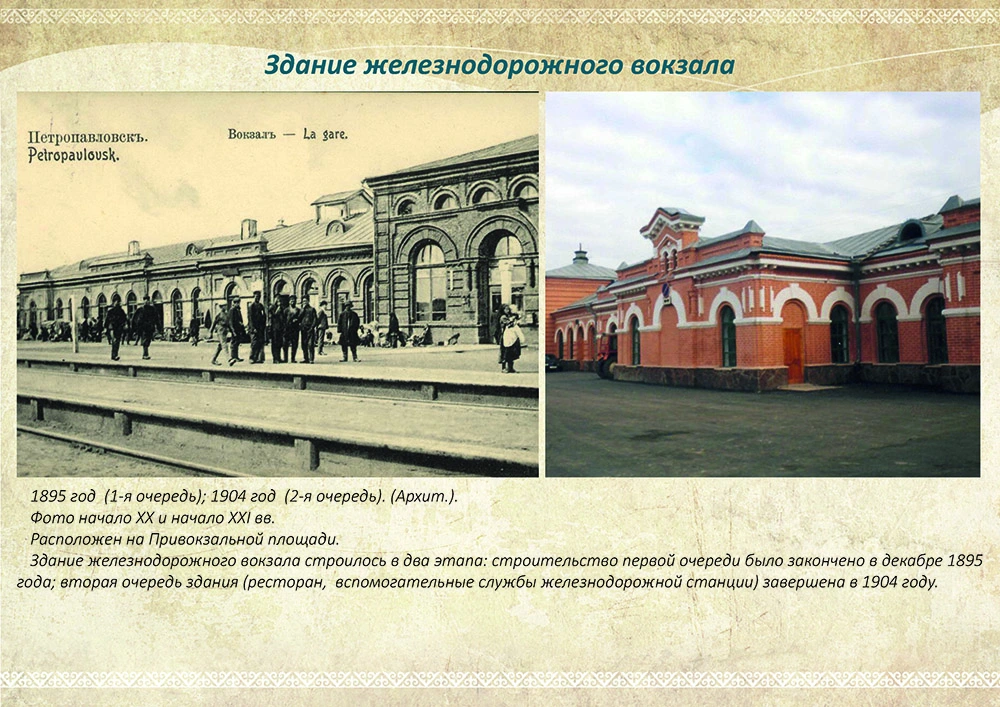 Здание железнодорожного вокзала
Петропавловскъ.
Petropavlovsk.
Вокзалъ — La gare.
1895 год (1-я очередь); 1904 год (2-я очередь). (Архит.).
Фото начало XX и начало XXI вв.
Расположен на Привокзальной площади.
Здание железнодорожного вокзала строилось в два этапа: строительство первой очереди было закончено в декабре 1895
года; вторая очередь здания (ресторан, вспомогательные службы железнодорожной станции) завершена в 1904 году.